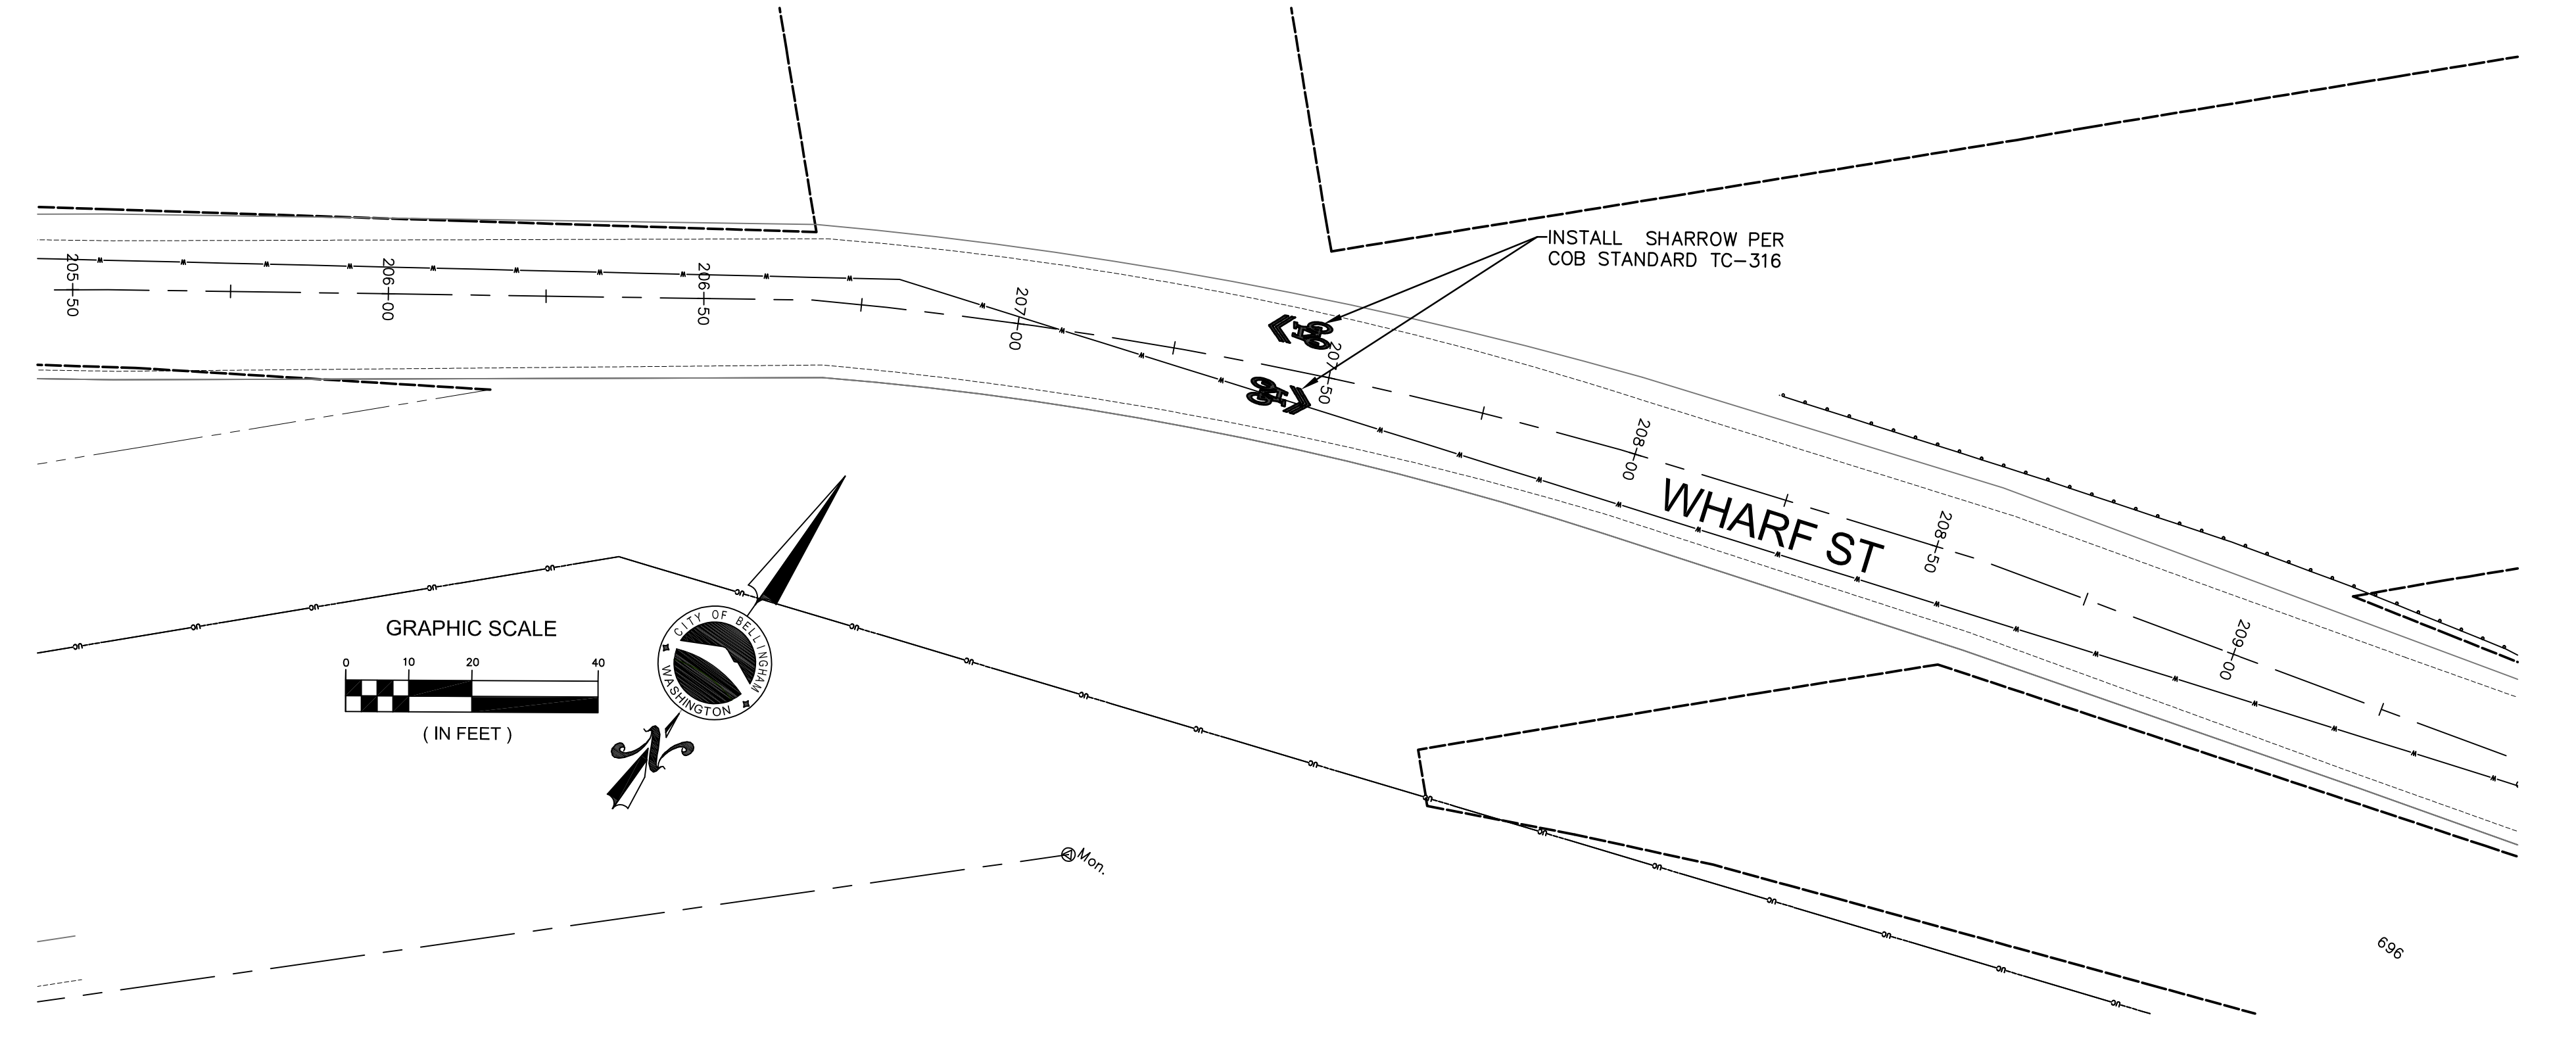 INSTALL SHARROW PER
COB STANDARD TC-316
205+50
206+00
206+50
207+00
207+50
208+00
208+50
209+00
WHARF ST
GRAPHIC SCALE
0 10 20 40
( IN FEET )
CITY OF BELLINGHAM
WASHINGTON
N
Mon.
969